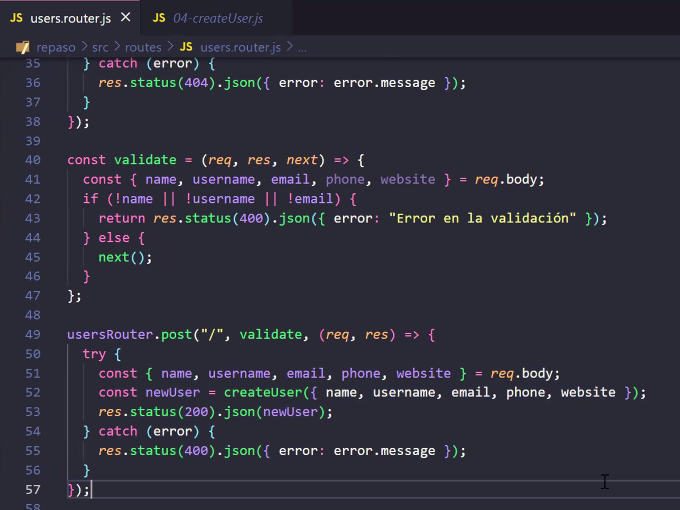 JS users.router.js ×
JS 04-createUser.js
repaso > src > routes > JS users.router.js > ...
35 } catch (error) {
36 res.status(404).json({ error: error.message });
37 }
38 });
39
40 const validate = (req, res, next) => {
41 const { name, username, email, phone, website } = req.body;
42 if (!name || !username || !email) {
43 return res.status(400).json({ error: "Error en la validación" });
44 } else {
45 next();
46 }
47 };
48
49 usersRouter.post("/", validate, (req, res) => {
50 try {
51 const { name, username, email, phone, website } = req.body;
52 const newUser = createUser({ name, username, email, phone, website });
53 res.status(200).json(newUser);
54 } catch (error) {
55 res.status(400).json({ error: error.message });
56 }
57 });
58